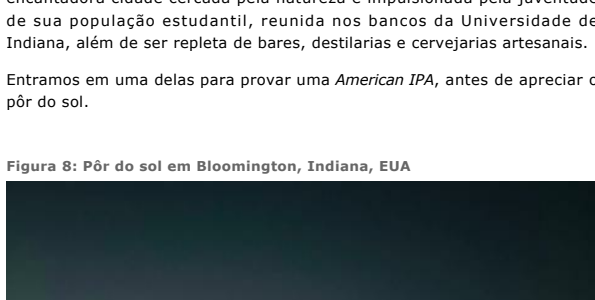 encantadora cidade cercada pela natureza e impulsionada pela juventude
de sua população estudantil, reunida nos bancos da Universidade de
Indiana, além de ser repleta de bares, destilarias e cervejarias artesanais.
Entramos em uma delas para provar uma American IPA, antes de apreciar o
pôr do sol.
Figura 8: Pôr do sol em Bloomington, Indiana, EUA